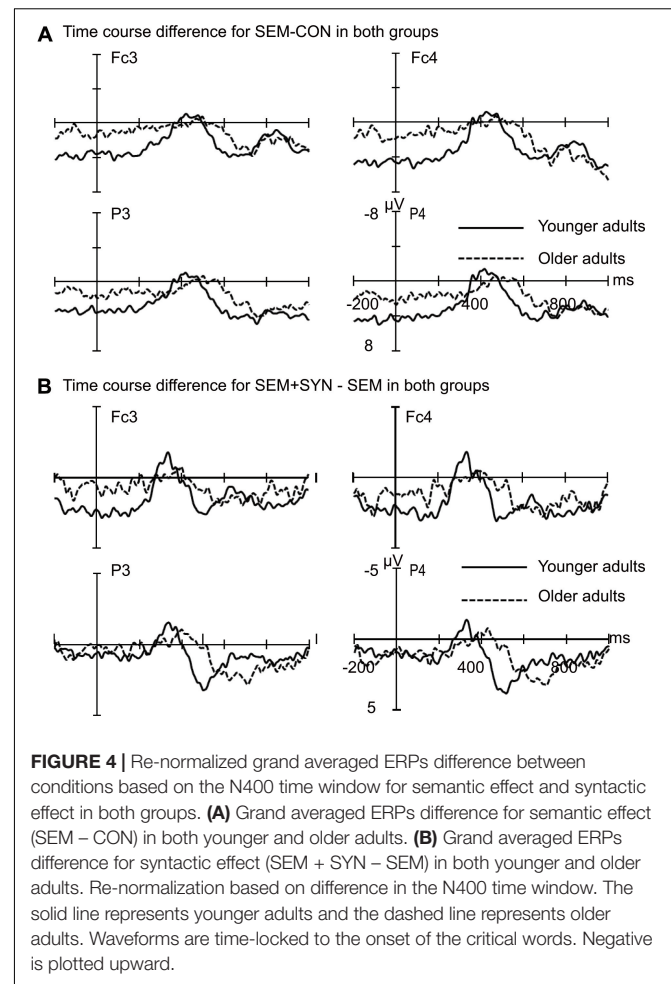 A Time course difference for SEM-CON in both groups
Fc3
Fc4
P3
µV
-8 P4
Younger adults
Older adults
ms
-200 400 800
8
B Time course difference for SEM+SYN - SEM in both groups
Fc3
Fc4
P3
µV
-5 P4
Younger adults
Older adults
ms
-200 400 800
5
FIGURE 4 | Re-normalized grand averaged ERPs difference between
conditions based on the N400 time window for semantic effect and syntactic
effect in both groups. (A) Grand averaged ERPs difference for semantic effect
(SEM – CON) in both younger and older adults. (B) Grand averaged ERPs
difference for syntactic effect (SEM + SYN – SEM) in both younger and older
adults. Re-normalization based on difference in the N400 time window. The
solid line represents younger adults and the dashed line represents older
adults. Waveforms are time-locked to the onset of the critical words. Negative
is plotted upward.